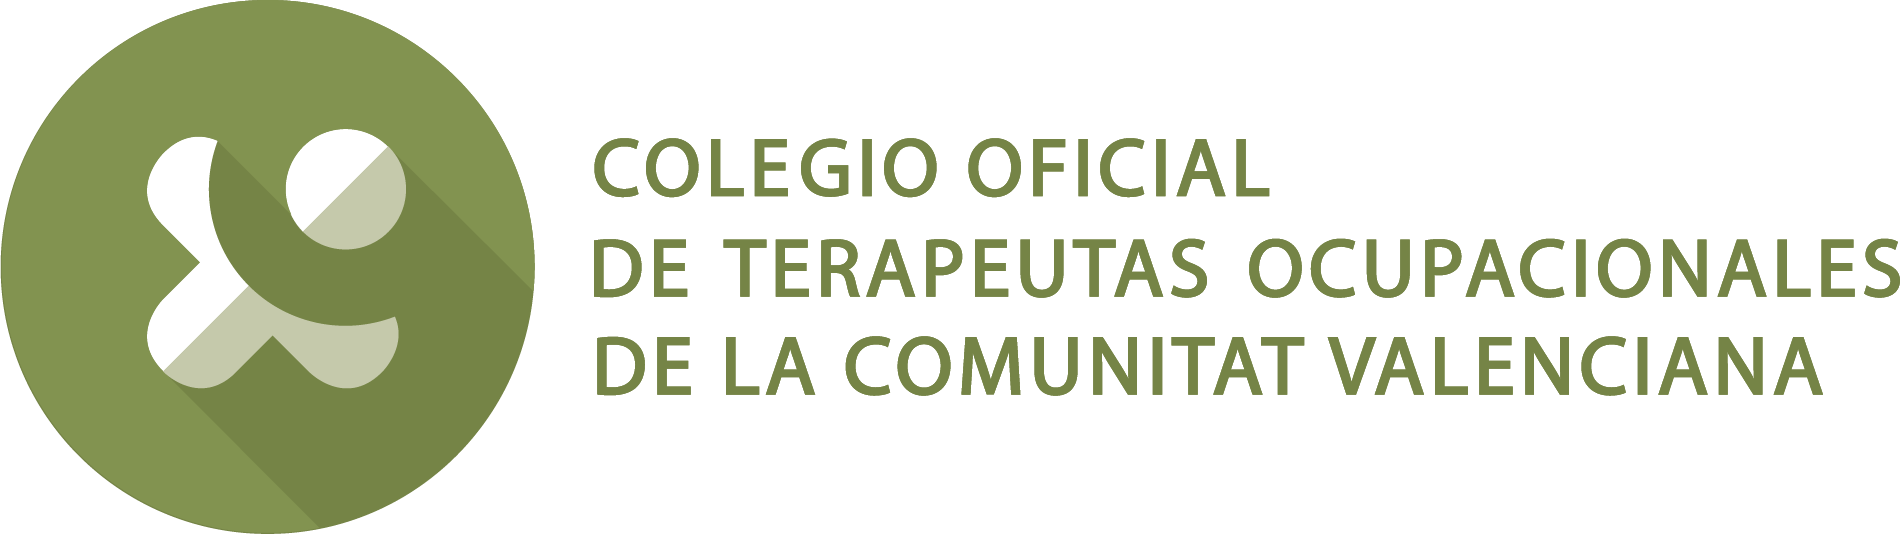 COLEGIO OFICIAL
DE TERAPEUTAS OCUPACIONALES
DE LA COMUNITAT VALENCIANA